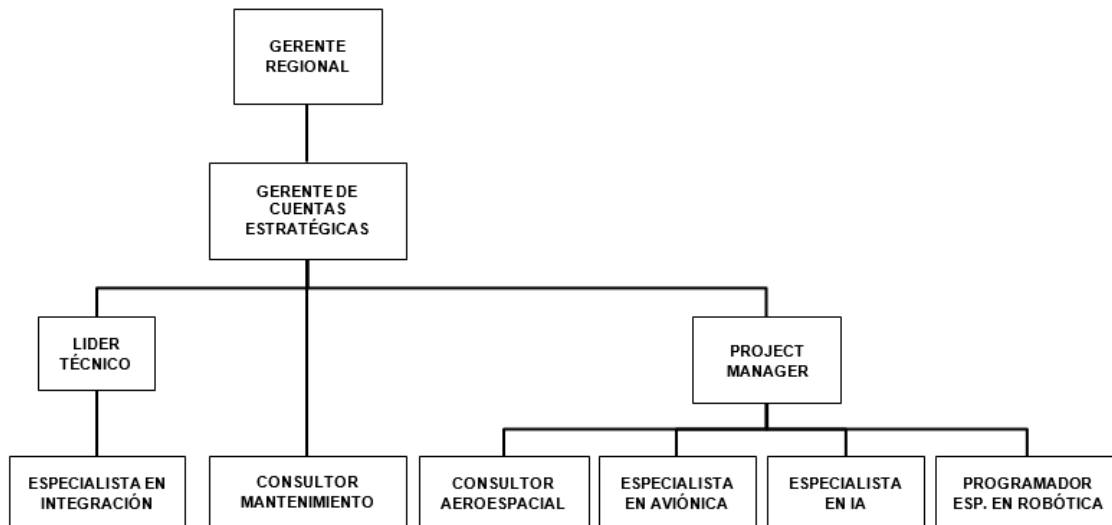 GERENTE
REGIONAL
GERENTE DE
CUENTAS
ESTRATÉGICAS
LIDER
TÉCNICO
PROJECT
MANAGER
ESPECIALISTA EN
INTEGRACIÓN
CONSULTOR
MANTENIMIENTO
CONSULTOR
AEROESPACIAL
ESPECIALISTA
EN AVIÓNICA
ESPECIALISTA
EN IA
PROGRAMADOR
ESP. EN ROBÓTICA